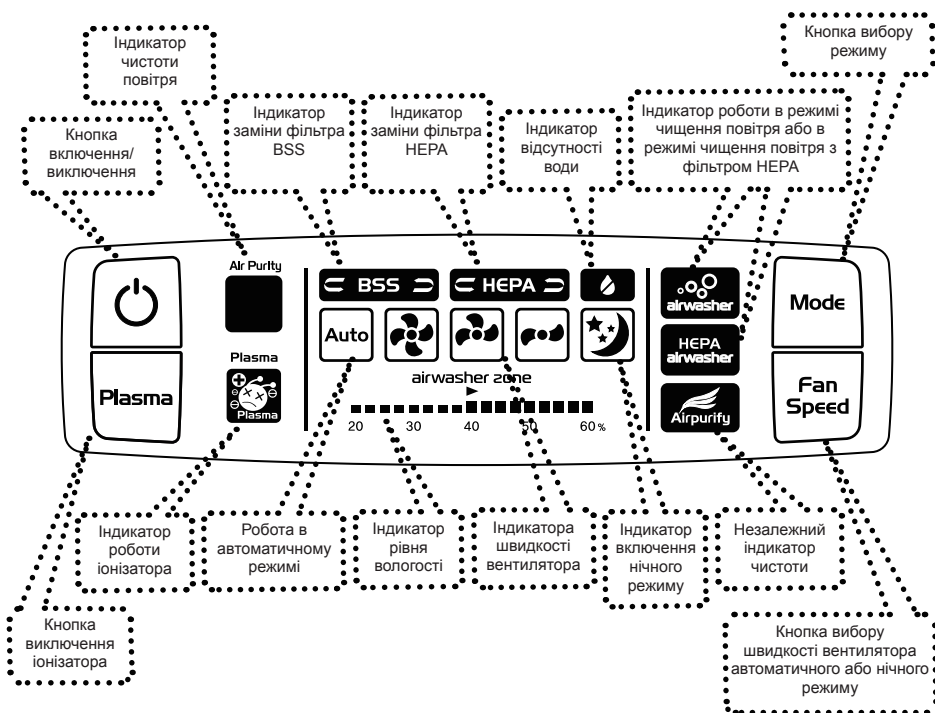 Індикатор
чистоти
повітря
Кнопка вибору
режиму
Індикатор
заміни фільтра
BSS
Індикатор
заміни фільтра
HEPA
Індикатор
відсутності
води
Індикатор роботи в режимі
чищення повітря або в
режимі чищення повітря з
фільтром HEPA
Кнопка
включення/
виключення
Air Purity
BSS
HEPA
airwasher
Mode
Auto
HEPA
airwasher
Plasma
Plasma
Plasma
airwasher zone
Airpurify
Fan
Speed
20 30 40 50 60 %
Індикатор
роботи
іонізатора
Робота в
автоматичному
режимі
Індикатор
рівня
вологості
Індикатора
швидкості
вентилятора
Індикатор
включення
нічного
режиму
Незалежний
індикатор
чистоти
Кнопка
виключення
іонізатора
Кнопка вибору
швидкості вентилятора
автоматичного або нічного
режиму